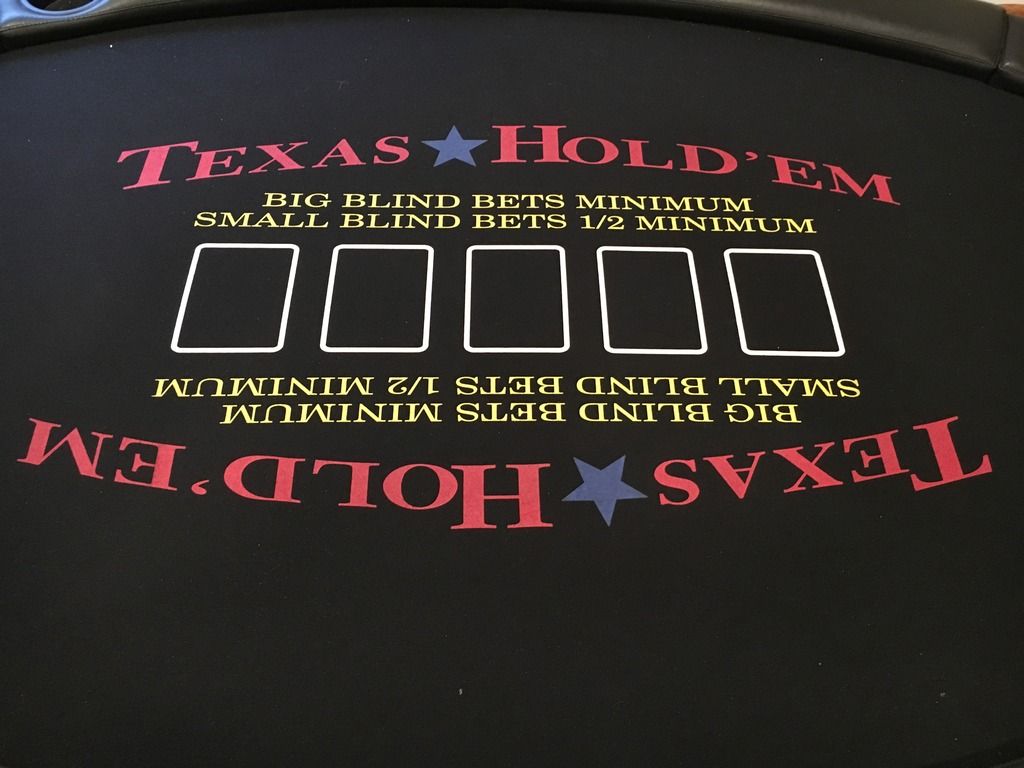 TEXAS★HOLD'EM
BIG BLIND BETS MINIMUM
SMALL BLIND BETS 1/2 MINIMUM
SMALL BLIND BETS 1/2 MINIMUM
BIG BLIND BETS MINIMUM
TEXAS★HOLD'EM